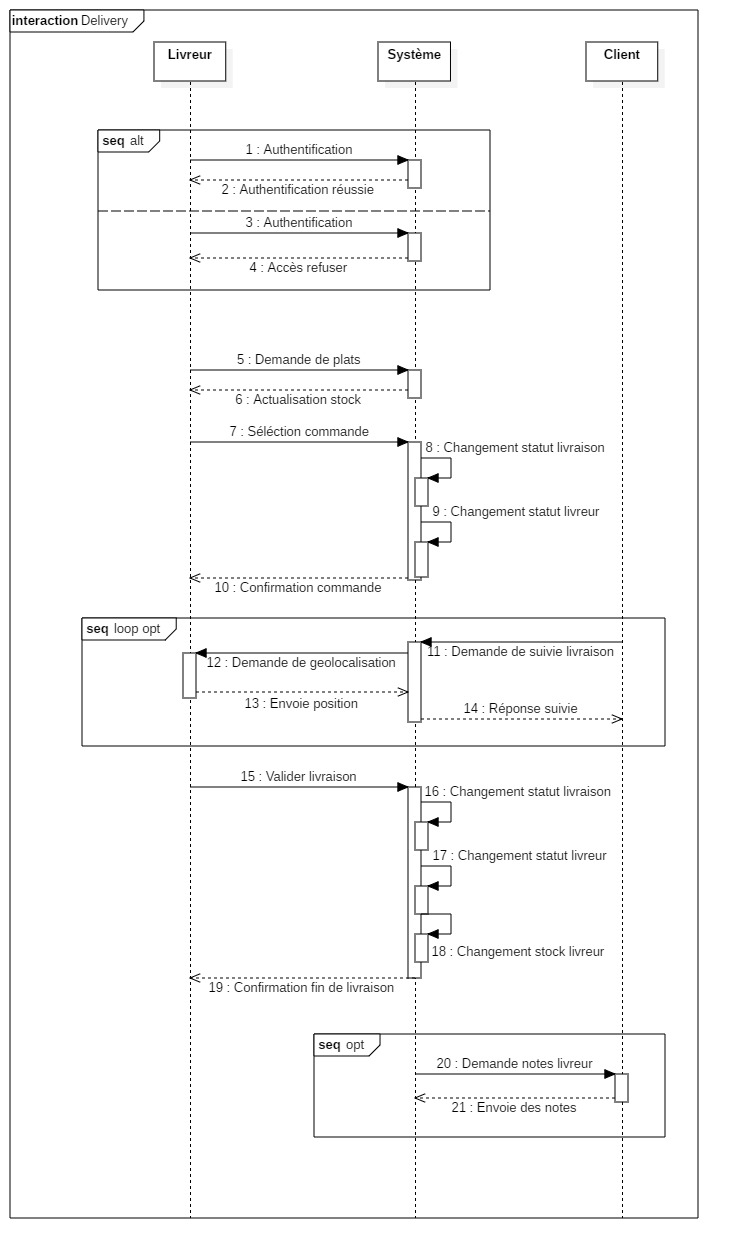 interaction Delivery
Livreur
Système
Client
seq alt
1 : Authentification
2 : Authentification réussie
3 : Authentification
4 : Accès refuser
5 : Demande de plats
6 : Actualisation stock
7 : Séléction commande
8 : Changement statut livraison
9 : Changement statut livreur
10 : Confirmation commande
seq loop opt
11 : Demande de suivie livraison
12 : Demande de geolocalisation
13 : Envoie position
14 : Réponse suivie
15 : Valider livraison
16 : Changement statut livraison
17 : Changement statut livreur
18 : Changement stock livreur
19 : Confirmation fin de livraison
seq opt
20 : Demande notes livreur
21 : Envoie des notes